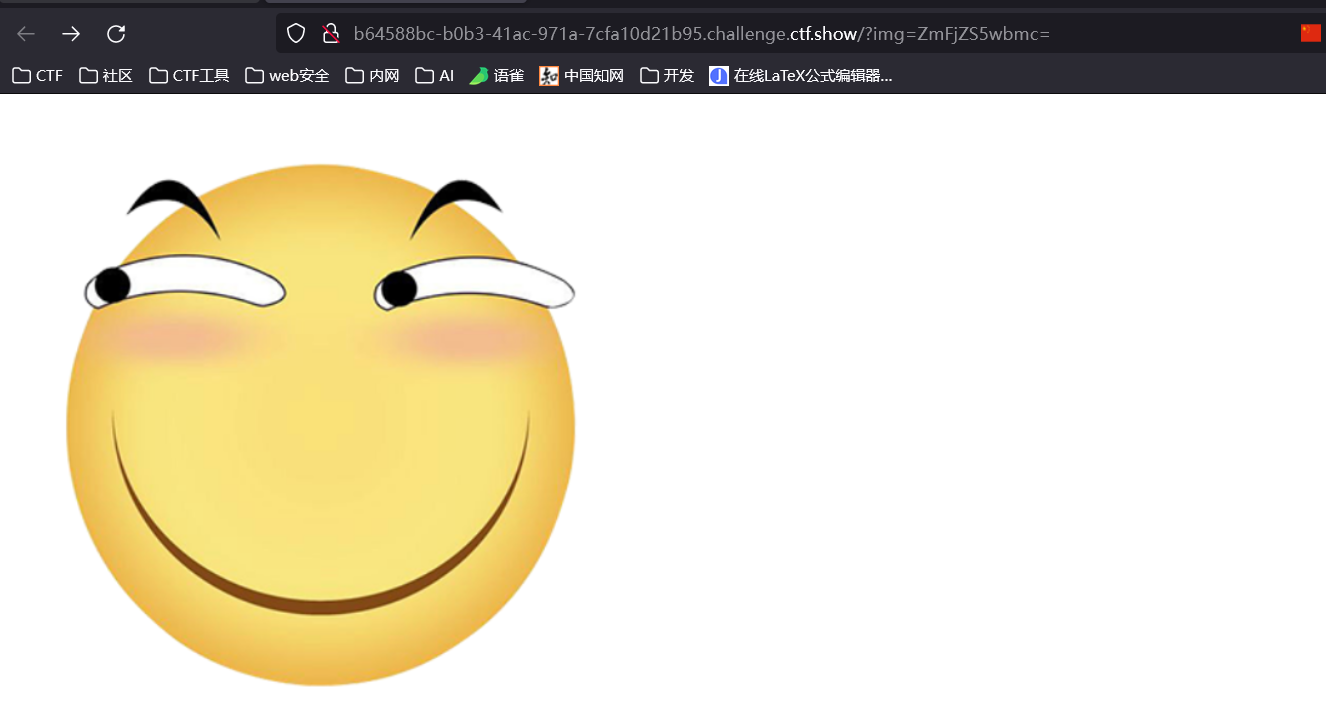 b64588bc-b0b3-41ac-971a-7cfa10d21b95.challenge.ctf.show/?img=ZmFjZS5wbmc=
CTF 社区 CTF工具 web安全 内网 AI 语雀 知 中国知网 开发 J 在线LaTeX公式编辑器...